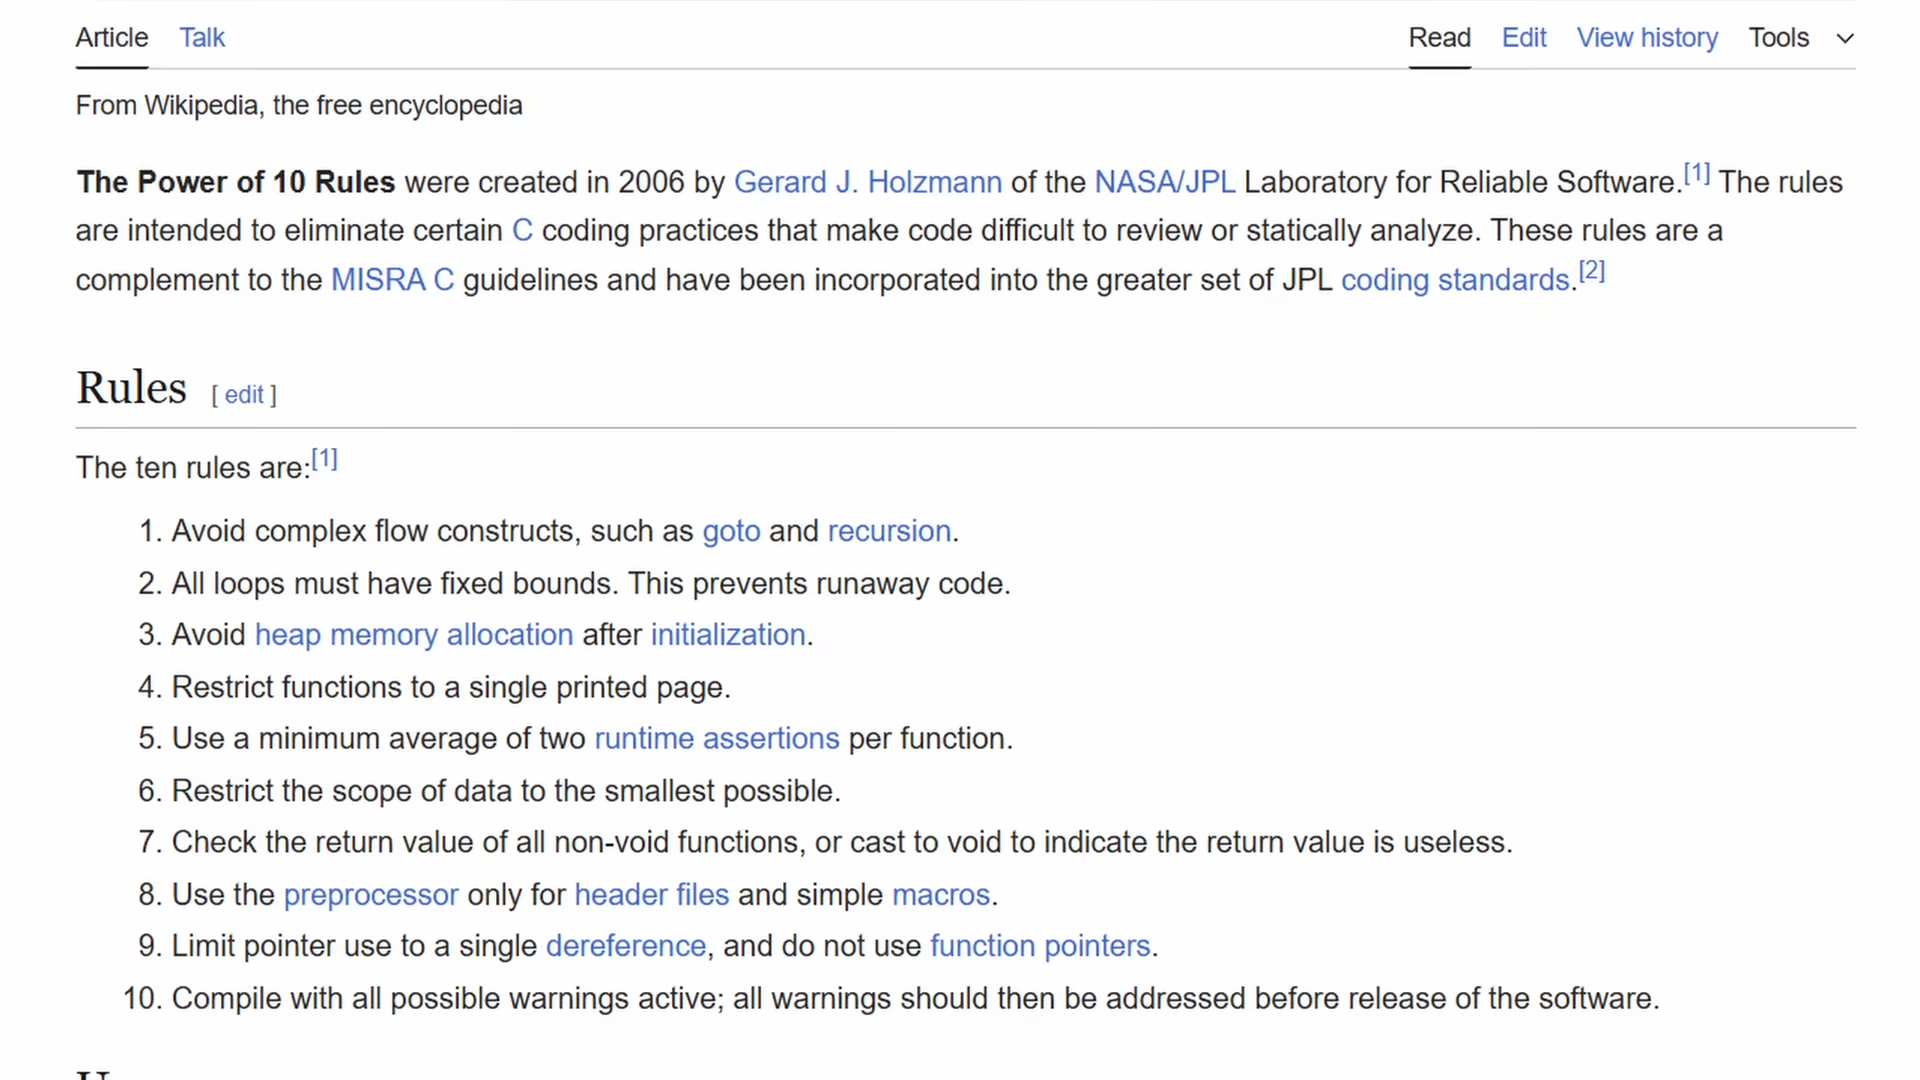 Article Talk Read Edit View history Tools
From Wikipedia, the free encyclopedia
The Power of 10 Rules were created in 2006 by Gerard J. Holzmann of the NASA/JPL Laboratory for Reliable Software.[1] The rules
are intended to eliminate certain C coding practices that make code difficult to review or statically analyze. These rules are a
complement to the MISRA C guidelines and have been incorporated into the greater set of JPL coding standards.[2]
Rules [ edit ]
The ten rules are:[1]
1. Avoid complex flow constructs, such as goto and recursion.
2. All loops must have fixed bounds. This prevents runaway code.
3. Avoid heap memory allocation after initialization.
4. Restrict functions to a single printed page.
5. Use a minimum average of two runtime assertions per function.
6. Restrict the scope of data to the smallest possible.
7. Check the return value of all non-void functions, or cast to void to indicate the return value is useless.
8. Use the preprocessor only for header files and simple macros.
9. Limit pointer use to a single dereference, and do not use function pointers.
10. Compile with all possible warnings active; all warnings should then be addressed before release of the software.